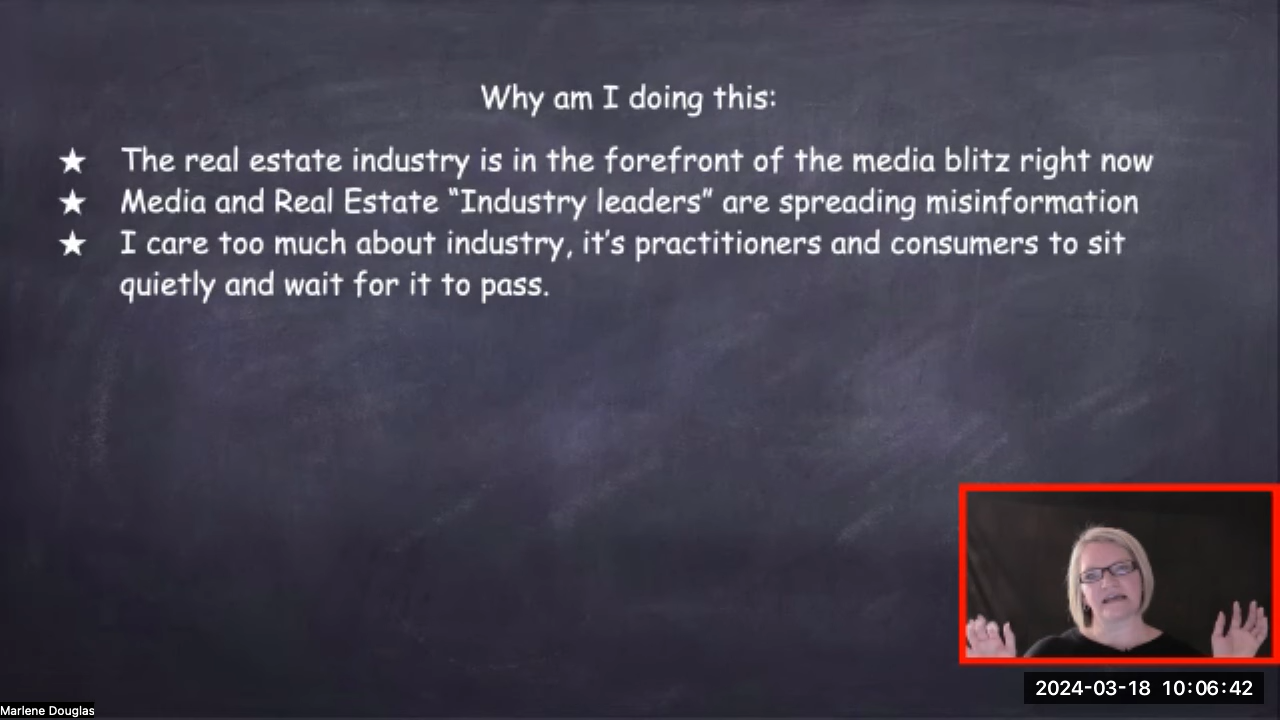 Why am I doing this:
★ The real estate industry is in the forefront of the media blitz right now
★ Media and Real Estate “Industry leaders” are spreading misinformation
★ I care too much about industry, it’s practitioners and consumers to sit
quietly and wait for it to pass.
2024-03-18 10:06:42
Marlene Douglas